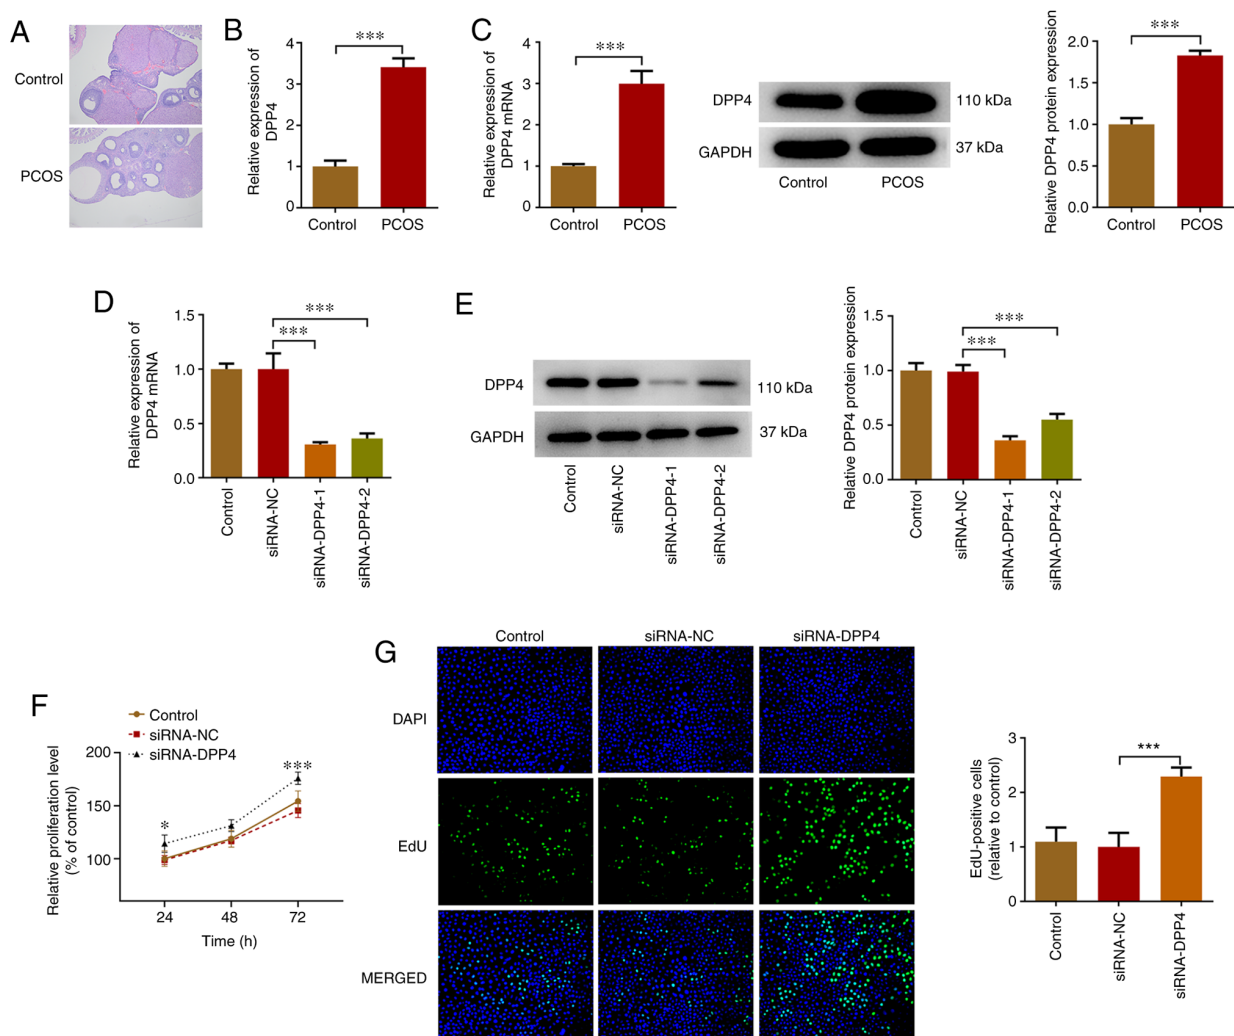 A
Control
PCOS
B
Relative expression of
DPP4
4
3
2
1
0
***
Control
PCOS
C
Relative expression of
DPP4 mRNA
4
3
2
1
0
***
Control
PCOS
DPP4
110 kDa
GAPDH
37 kDa
Control
PCOS
Relative DPP4 protein expression
2.0
1.5
1.0
0.5
0.0
***
Control
PCOS
D
Relative expression of
DPP4 mRNA
1.5
1.0
0.5
0.0
***
***
Control
siRNA-NC
siRNA-DPP4-1
siRNA-DPP4-2
E
DPP4
110 kDa
GAPDH
37 kDa
Control
siRNA-NC
siRNA-DPP4-1
siRNA-DPP4-2
Relative DPP4 protein expression
1.5
1.0
0.5
0.0
***
***
Control
siRNA-NC
siRNA-DPP4-1
siRNA-DPP4-2
F
Control
siRNA-NC
siRNA-DPP4
Relative proliferation level
(% of control)
200
150
100
*
***
24
48
72
Time (h)
G
Control
siRNA-NC
siRNA-DPP4
DAPI
EdU
MERGED
EdU-positive cells
(relative to control)
3
2
1
0
***
Control
siRNA-NC
siRNA-DPP4